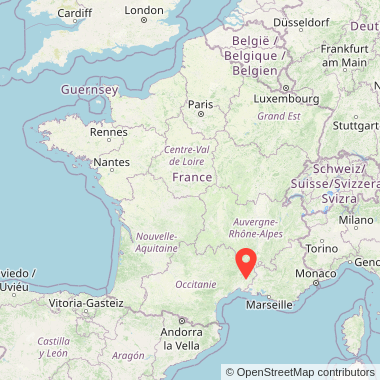 Cardiff
London
Düsseldorf
België /
Belgique /
Belgien
Frankfurt
am Main
Guernsey
Luxembourg
Paris
Grand Est
Stuttgart
Rennes
Centre-Val
de Loire
Nantes
France
Schweiz/
Suisse/Svizzera/
Svizra
Nouvelle-
Aquitaine
Auvergne-
Rhône-Alpes
Milano
Torino
Genc
viedo /
Uviéu
Occitanie
Monaco
Vitoria-Gasteiz
Marseille
Andorra
la Vella
Castilla
y León
Aragón
© OpenStreetMap contributors